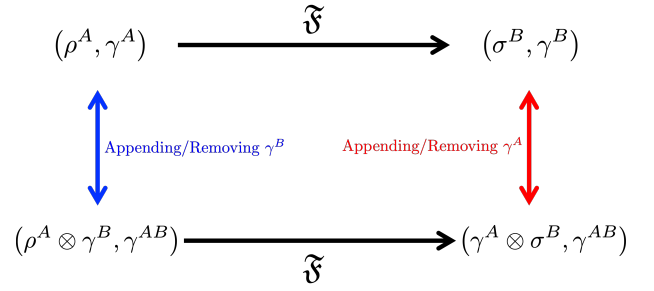 𝔉
(ρ^A, γ^A) (σ^B, γ^B)
Appending/Removing γ^B Appending/Removing γ^A
(ρ^A ⊗ γ^B, γ^AB) (γ^A ⊗ σ^B, γ^AB)
𝔉